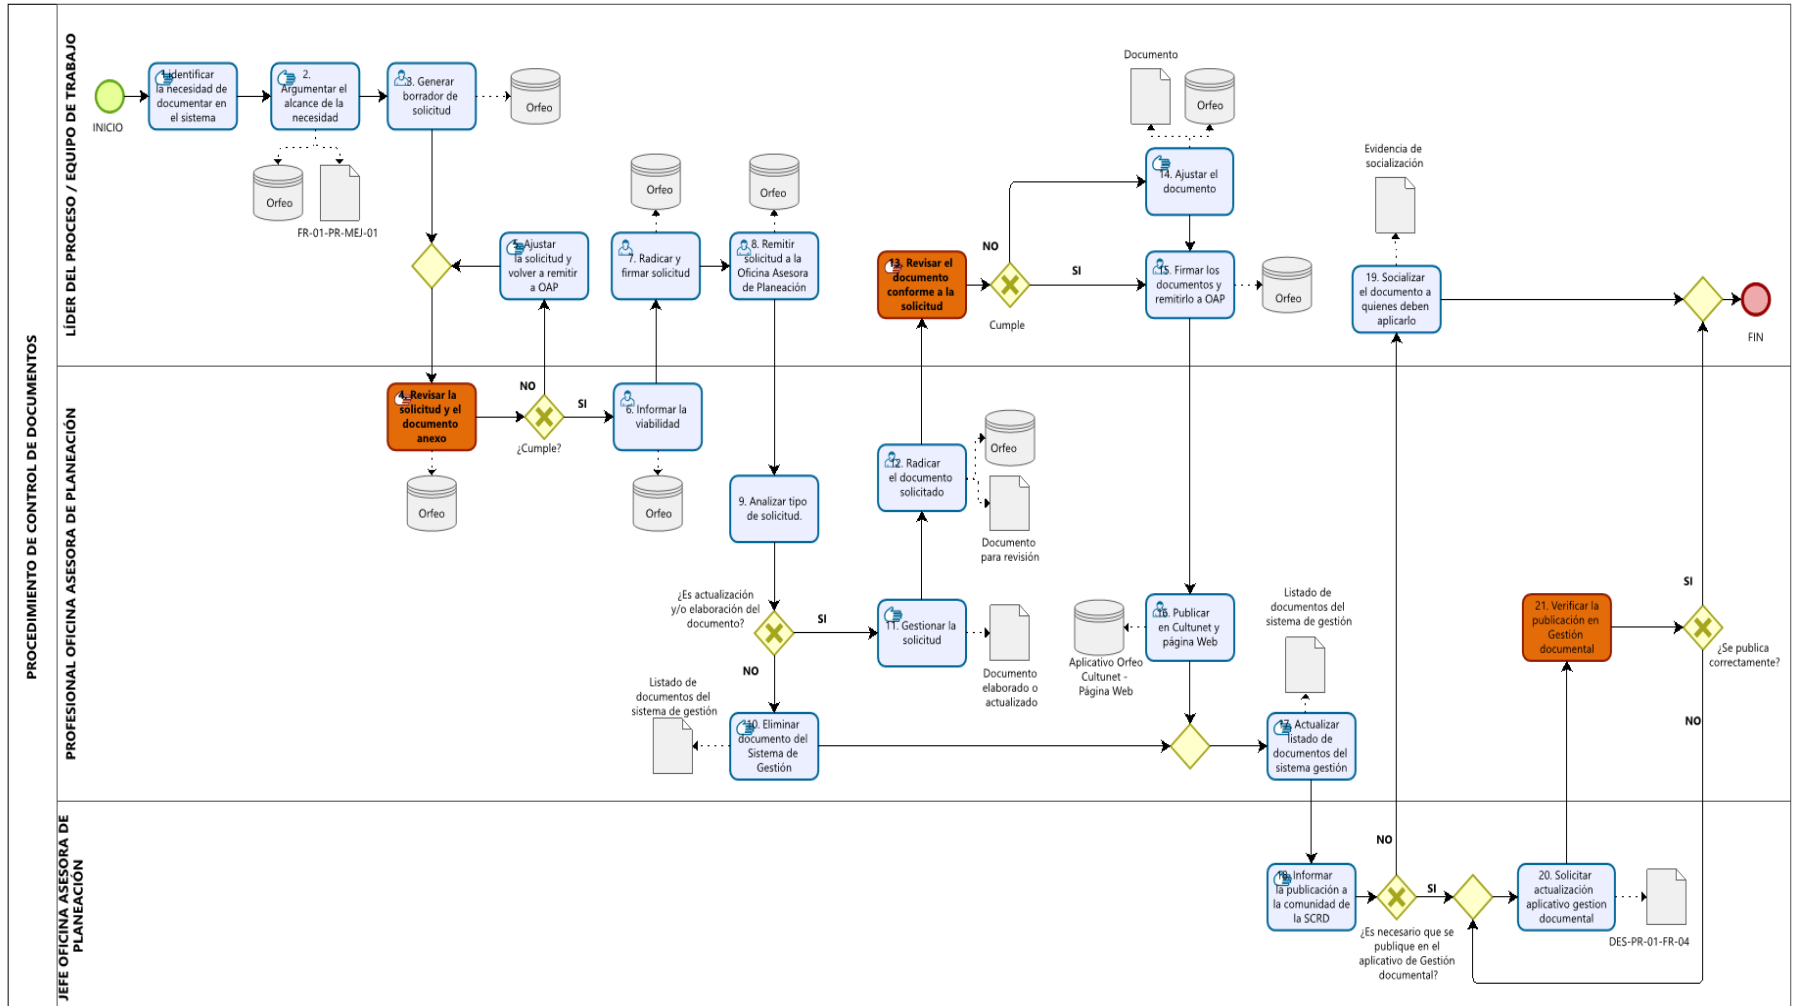 PROCEDIMIENTO DE CONTROL DE DOCUMENTOS
LÍDER DEL PROCESO / EQUIPO DE TRABAJO
INICIO
1. Identificar
la necesidad de
documentar en
el sistema
2.
Argumentar el
alcance de la
necesidad
Orfeo
FR-01-PR-MEJ-01
3. Generar
borrador de
solicitud
Orfeo
5. Ajustar
la solicitud y
volver a remitir
a OAP
Orfeo
7. Radicar y
firmar solicitud
Orfeo
8. Remitir
solicitud a la
Oficina Asesora
de Planeación
13. Revisar el
documento
conforme a la
solicitud
NO
SI
Cumple
Documento
Orfeo
14. Ajustar el
documento
15. Firmar los
documentos y
remitirlo a OAP
Orfeo
Evidencia de
socialización
19. Socializar
el documento a
quienes deben
aplicarlo
FIN
PROFESIONAL OFICINA ASESORA DE PLANEACIÓN
4. Revisar la
solicitud y el
documento
anexo
Orfeo
NO
SI
¿Cumple?
6. Informar la
viabilidad
Orfeo
9. Analizar tipo
de solicitud.
¿Es actualización
y/o elaboración del
documento?
SI
NO
Listado de
documentos del
sistema de gestión
10. Eliminar
documento del
Sistema de
Gestión
11. Gestionar la
solicitud
Documento
elaborado o
actualizado
12. Radicar
el documento
solicitado
Orfeo
Documento
para revisión
16. Publicar
en Cultunet y
página Web
Aplicativo Orfeo
Cultunet -
Página Web
Listado de
documentos del
sistema de gestión
17. Actualizar
listado de
documentos del
sistema gestión
21. Verificar la
publicación en
Gestión
documental
SI
¿Se publica
correctamente?
NO
JEFE OFICINA ASESORA DE
PLANEACIÓN
18. Informar
la publicación a
la comunidad de
la SCRD
NO
SI
¿Es necesario que se
publique en el
aplicativo de Gestión
documental?
20. Solicitar
actualización
aplicativo gestion
documental
DES-PR-01-FR-04